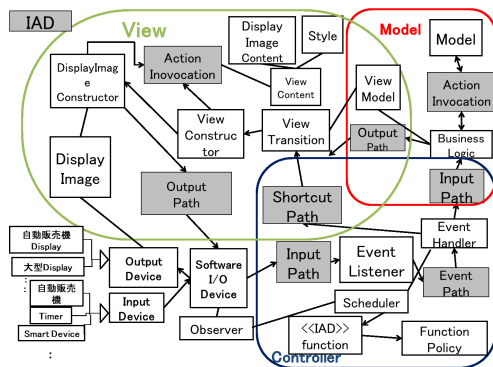 IAD
View
Model
Controller
Display
Image
Content
Style
Action
Inovocation
View
Content
DisplayImag
e
Constructor
View
Construc
tor
View
Transition
View
Model
Model
Action
Invocation
Business
Logic
Output
Path
Display
Image
Output
Path
Shortcut
Path
Input
Path
自動販売機
Display
大型Display
:
自動販売
機
Timer
Smart Device
:
Output
Device
Input
Device
Software
I/O
Device
Observer
Input
Path
Event
Listener
Event
Handler
Event
Path
Scheduler
<<IAD>>
function
Function
Policy